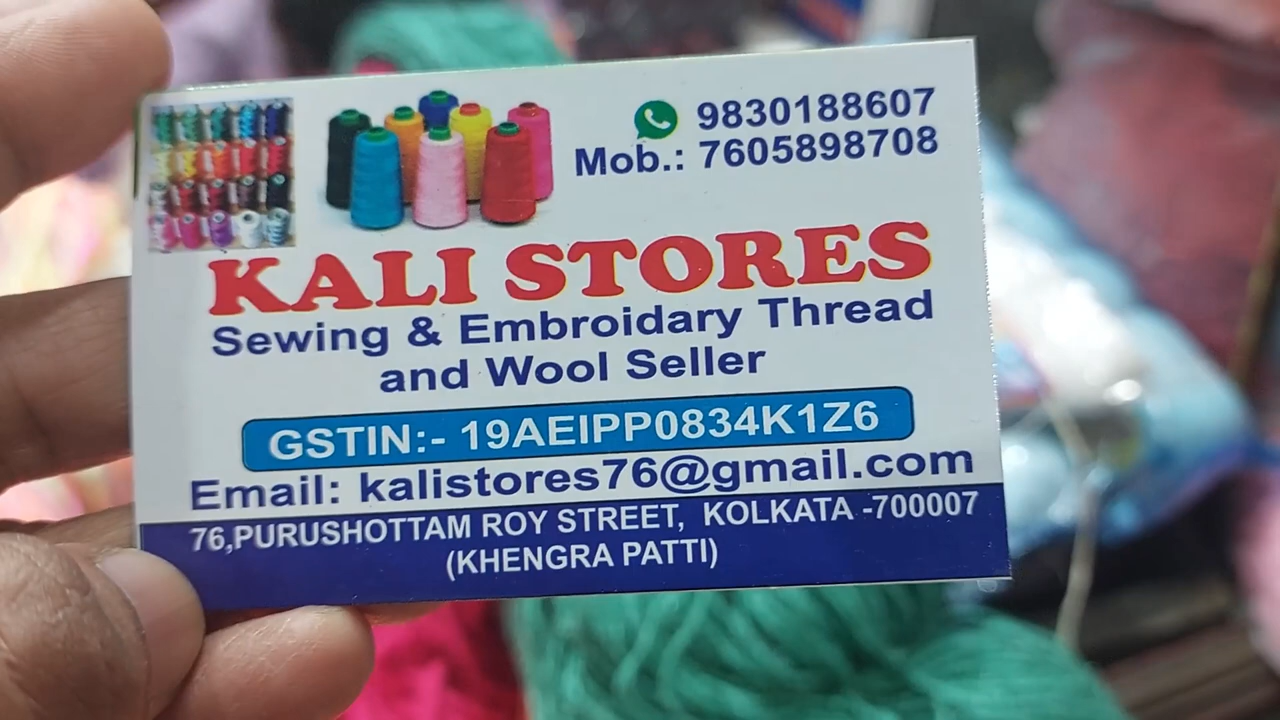 9830188607
Mob.: 7605898708
KALI STORES
Sewing & Embroidary Thread
and Wool Seller
GSTIN:- 19AEIPP0834K1Z6
Email: kalistores76@gmail.com
76,PURUSHOTTAM ROY STREET, KOLKATA -700007
(KHENGRA PATTI)